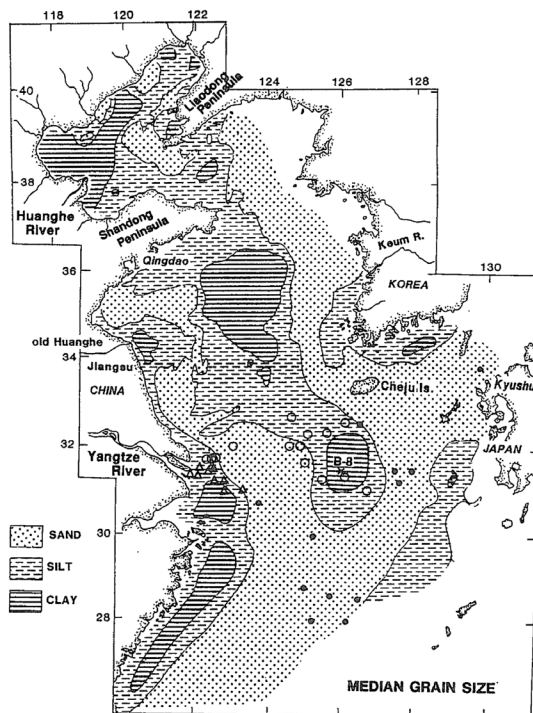 118 120 122
124 126 128
40
38
36
34
32
30
28
130
Liaodong
Peninsula
Huanghe
River
Shandong
Peninsula
Qingdao
Keum R.
KOREA
old Huanghe
Jiangsu
CHINA
Cheju Is.
Kyushu
JAPAN
Yangtze
River
B-8
SAND
SILT
CLAY
MEDIAN GRAIN SIZE